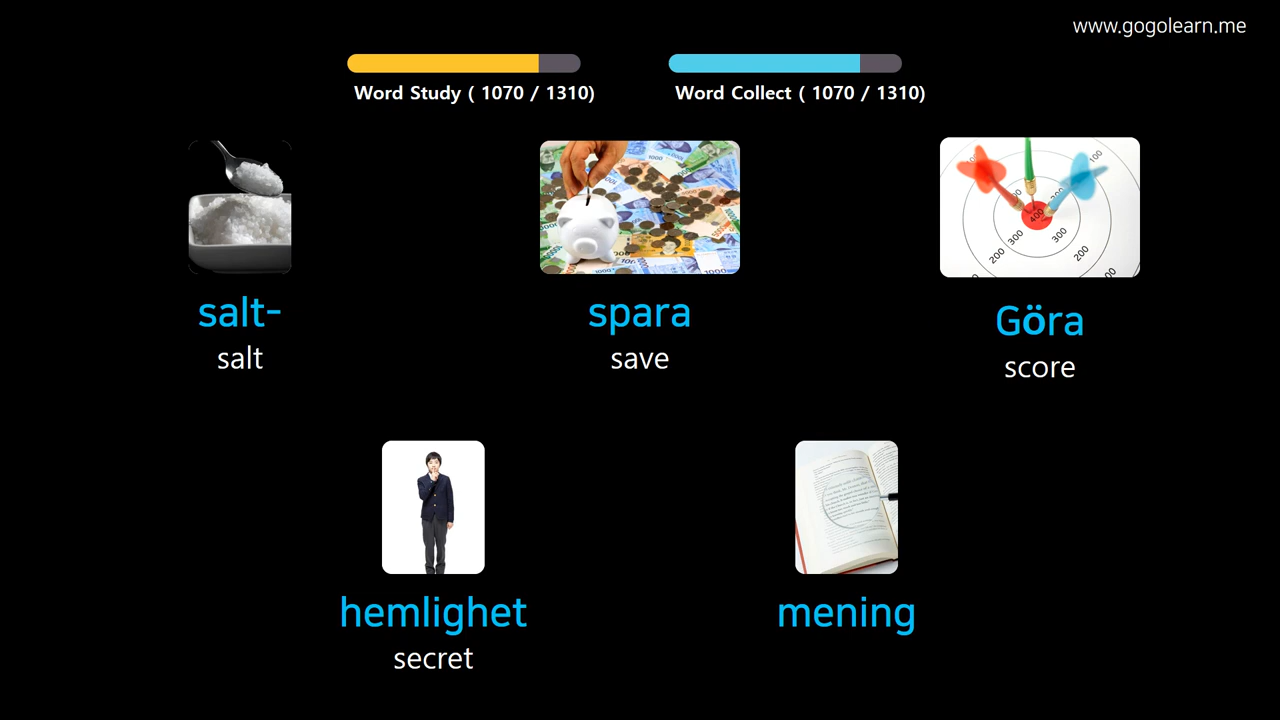 www.gogolearn.me
Word Study ( 1070 / 1310)
Word Collect ( 1070 / 1310)
salt-
salt
spara
save
Göra
score
hemlighet
secret
mening